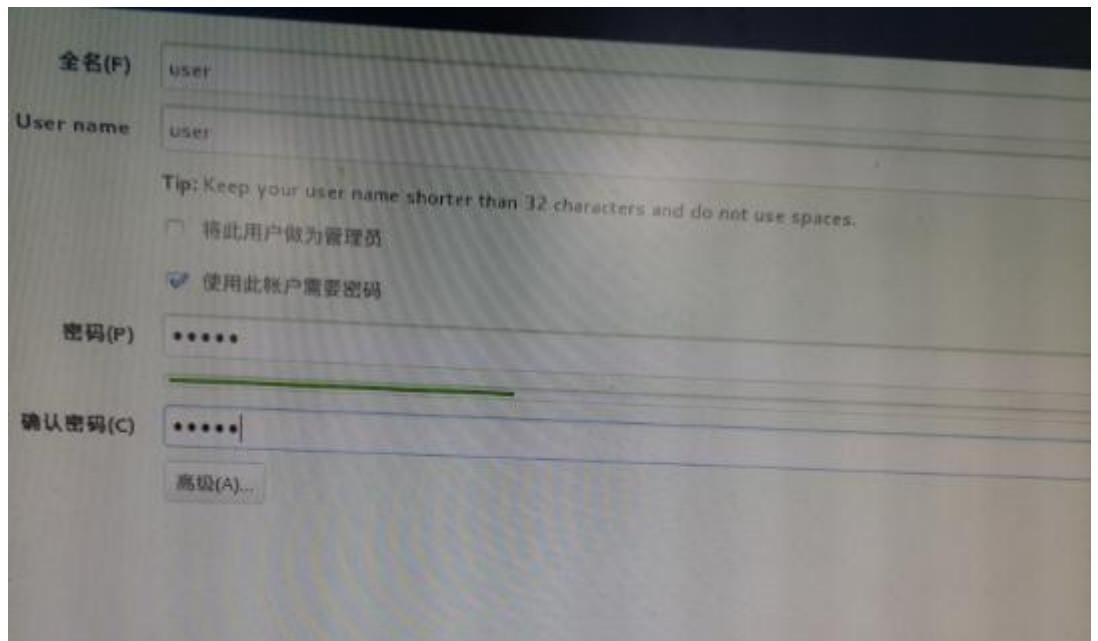 全名(F) user
User name user
Tip: Keep your user name shorter than 32 characters and do not use spaces.
将此用户做为管理员
使用此帐户需要密码
密码(P) •••••
确认密码(C) •••••
高级(A)...